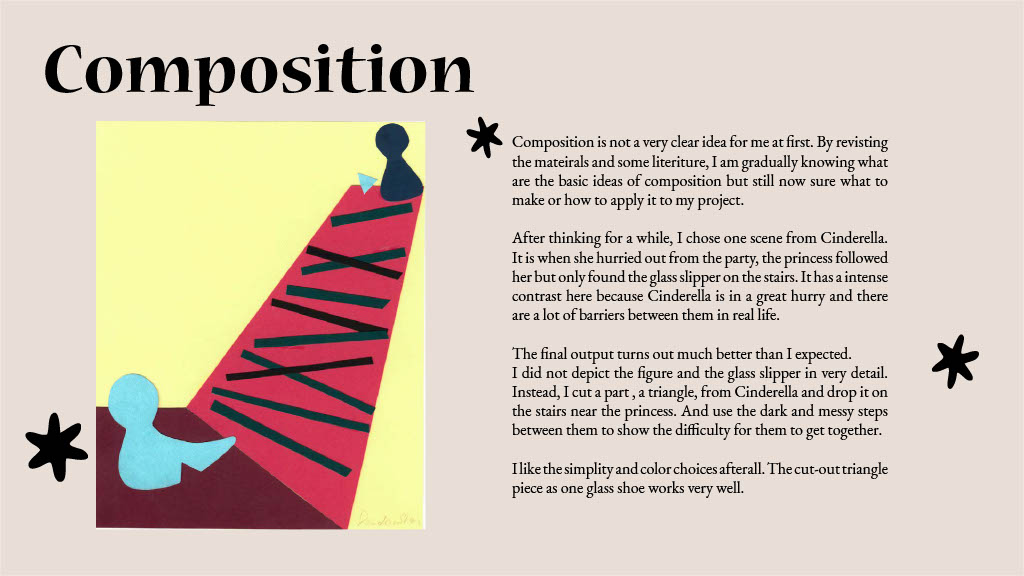 Composition
Composition is not a very clear idea for me at first. By revisting
the mateirals and some literiture, I am gradually knowing what
are the basic ideas of composition but still now sure what to
make or how to apply it to my project.
After thinking for a while, I chose one scene from Cinderella.
It is when she hurried out from the party, the princess followed
her but only found the glass slipper on the stairs. It has a intense
contrast here because Cinderella is in a great hurry and there
are a lot of barriers between them in real life.
The final output turns out much better than I expected.
I did not depict the figure and the glass slipper in very detail.
Instead, I cut a part , a triangle, from Cinderella and drop it on
the stairs near the princess. And use the dark and messy steps
between them to show the difficulty for them to get together.
I like the simplity and color choices afterall. The cut-out triangle
piece as one glass shoe works very well.